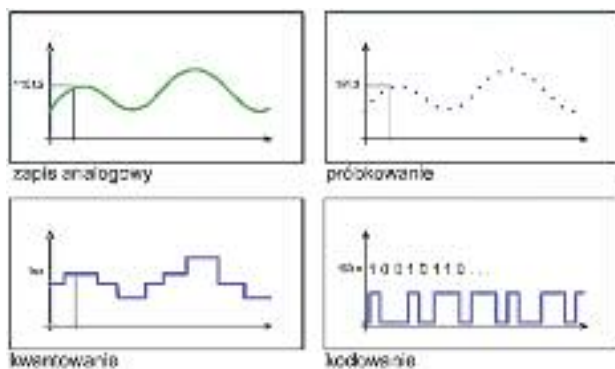 zapis analogowy
próbkowanie
1 0 0 1 0 1 1 0 ...
kwantowanie
kodowanie